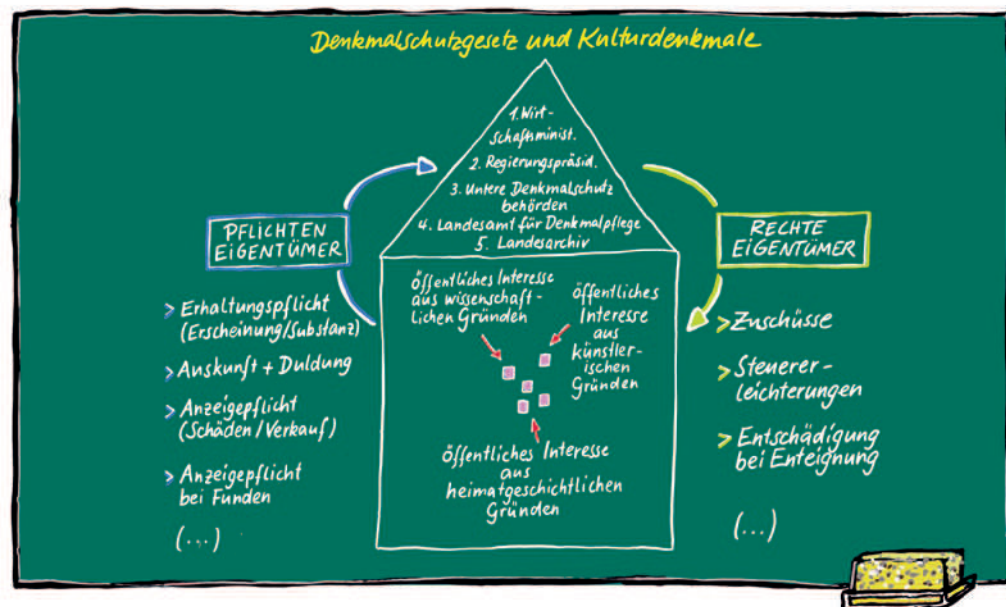 Denkmalschutzgesetz und Kulturdenkmale
1. Wirt-
schaftsminist.
2. Regierungspräsid.
3. Untere Denkmalschutz
behörden
4. Landesamt für Denkmalpflege
5. Landesarchiv
PFLICHTEN
EIGENTÜMER
> Erhaltungspflicht
(Erscheinung/Substanz)
> Auskunft + Duldung
> Anzeigepflicht
(Schäden/Verkauf)
> Anzeigepflicht
bei Funden
(...)
öffentliches Interesse
aus wissenschaft-
lichen Gründen
öffentliches
Interesse
aus
künstler-
ischen
Gründen
öffentliches Interesse
aus
heimatgeschichtlichen
Gründen
RECHTE
EIGENTÜMER
> Zuschüsse
> Steuerer-
leichterungen
> Entschädigung
bei Enteignung
(...)